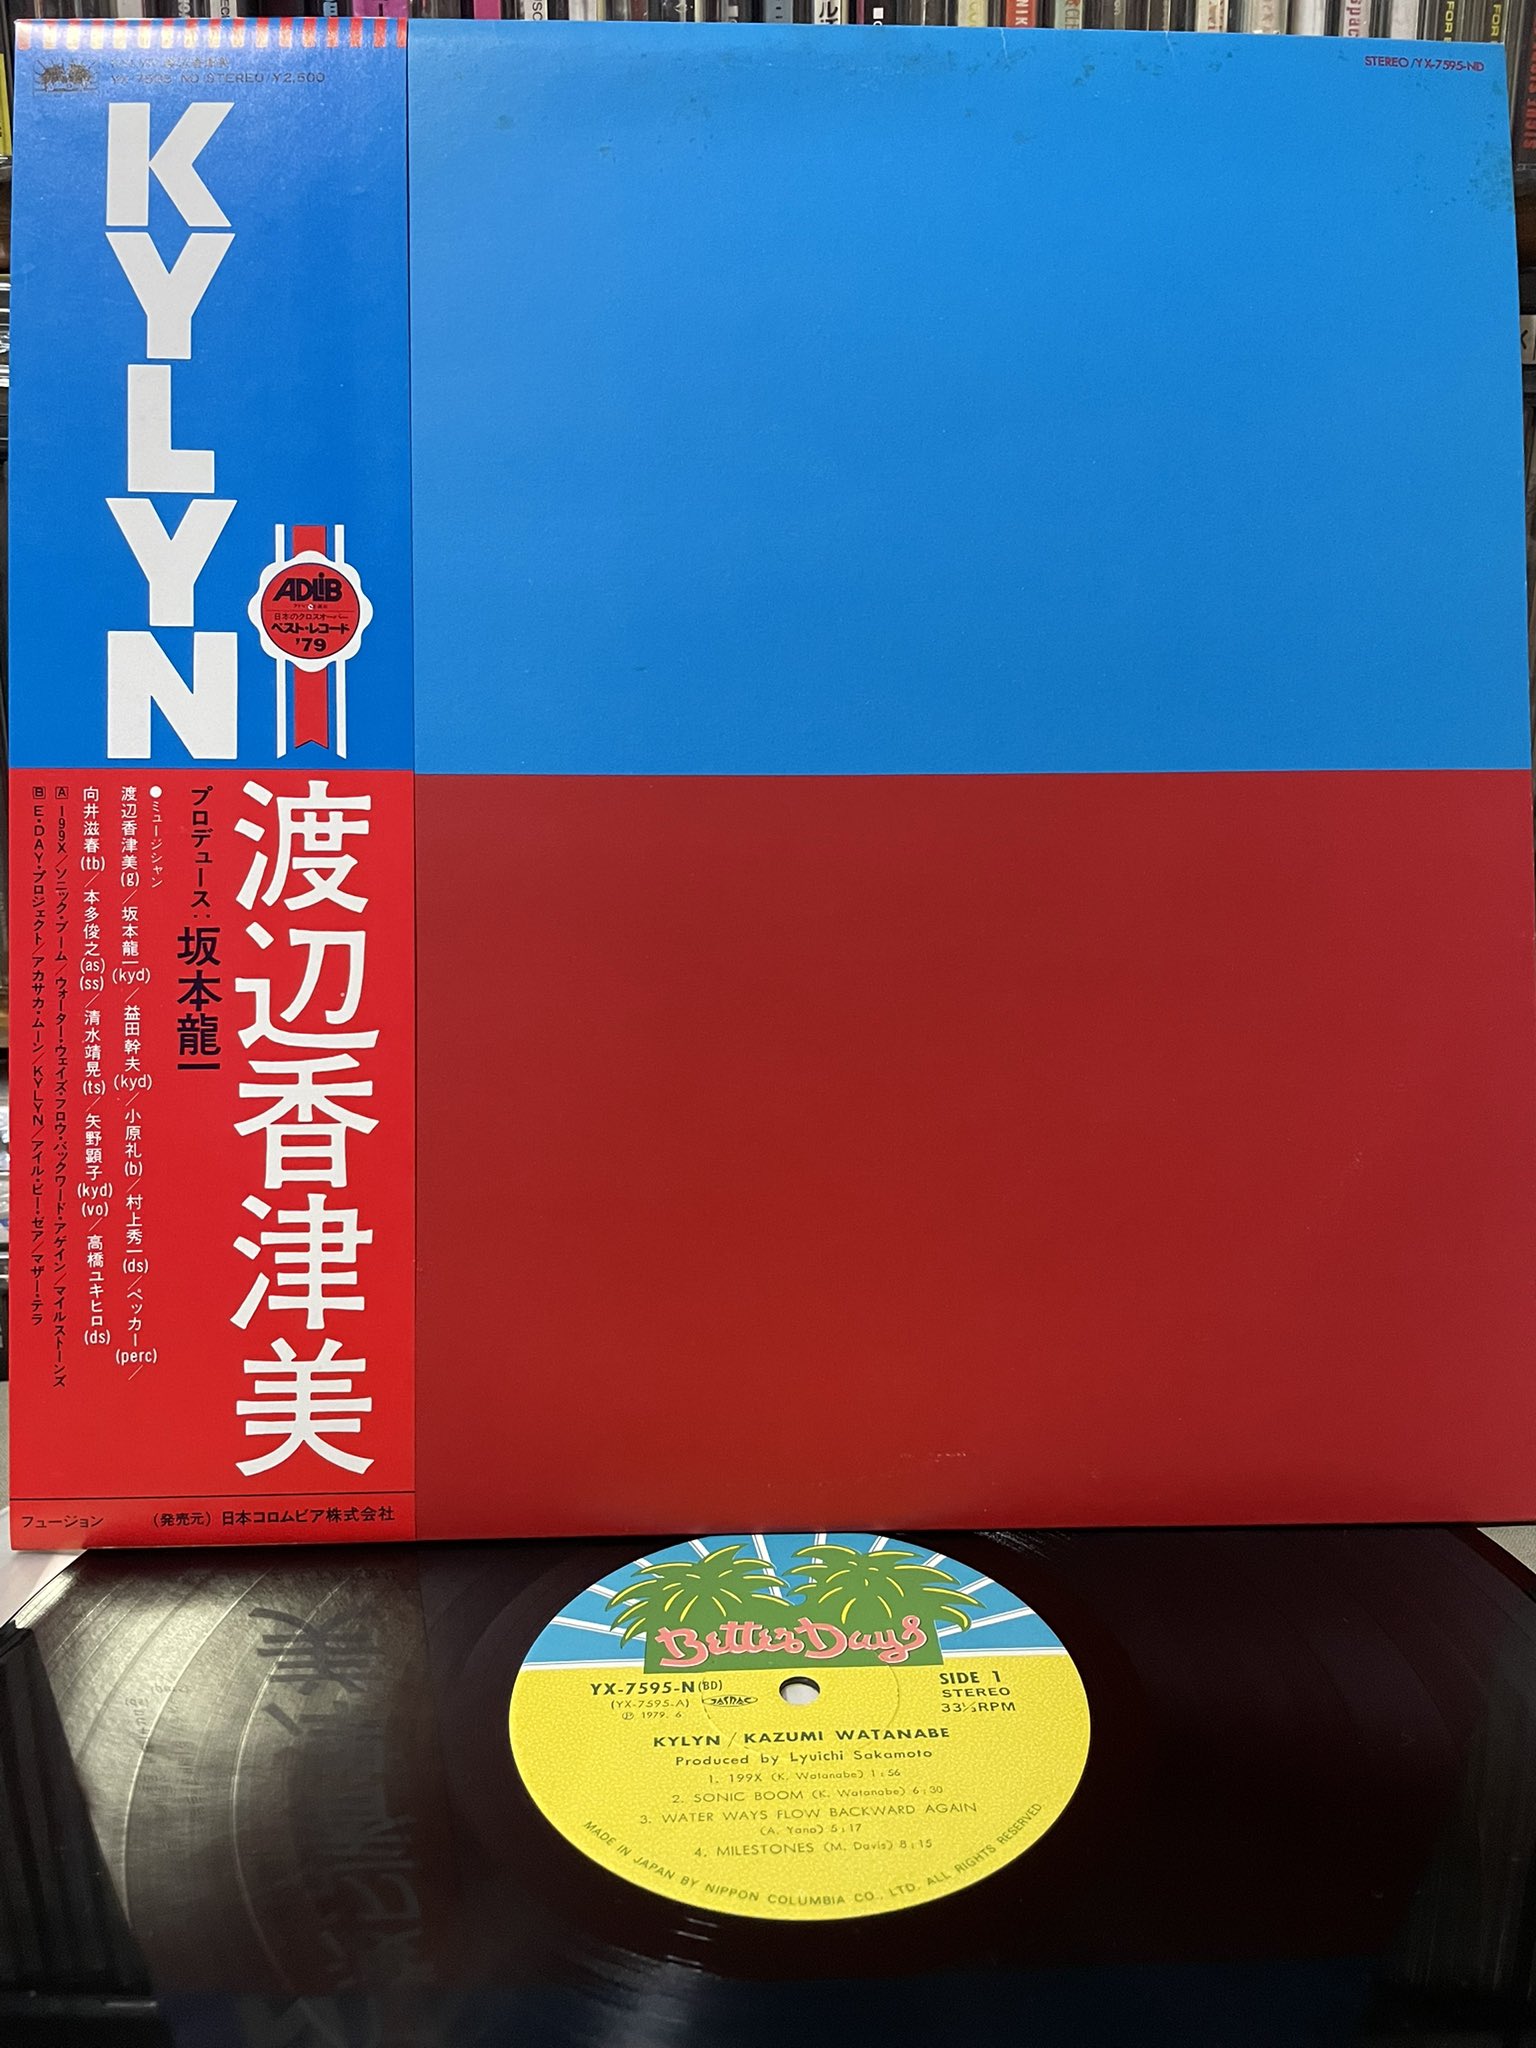 YX-7595-ND STEREO/¥2,500
STEREO/YX-7595-ND
KYLYN
ADLiB
日本のクロスオーバー
ベスト・レコード
'79
渡辺香津美
プロデュース:坂本龍一
●ミュージシャン
渡辺香津美(g)/坂本龍一(kyd)/益田幹夫(kyd)/小原礼(b)/村上秀一(ds)/ペッカー(perc)/
向井滋春(tb)/本多俊之(as)(ss)/清水靖晃(ts)/矢野顕子(kyd)(vo)/高橋ユキヒロ(ds)
A 199X/ソニック・ブーム/ウォーター・ウェイズ・フロウ・バックワード・アゲイン/マイルストーンズ
B E・DAY・プロジェクト/アカサカ・ムーン/KYLYN/アイル・ビー・ゼア/マザー・テラ
フュージョン (発売元)日本コロムビア株式会社
Better Days
YX-7595-N(BD)
(YX-7595-A)
Ⓟ 1979. 6
SIDE 1
STEREO
33⅓RPM
KYLYN / KAZUMI WATANABE
Produced by Lyuichi Sakamoto
1. 199X (K. Watanabe) 1:56
2. SONIC BOOM (K. Watanabe) 6:30
3. WATER WAYS FLOW BACKWARD AGAIN
(A. Yano) 5:17
4. MILESTONES (M. Davis) 8:15
MADE IN JAPAN BY NIPPON COLUMBIA CO., LTD. ALL RIGHTS RESERVED